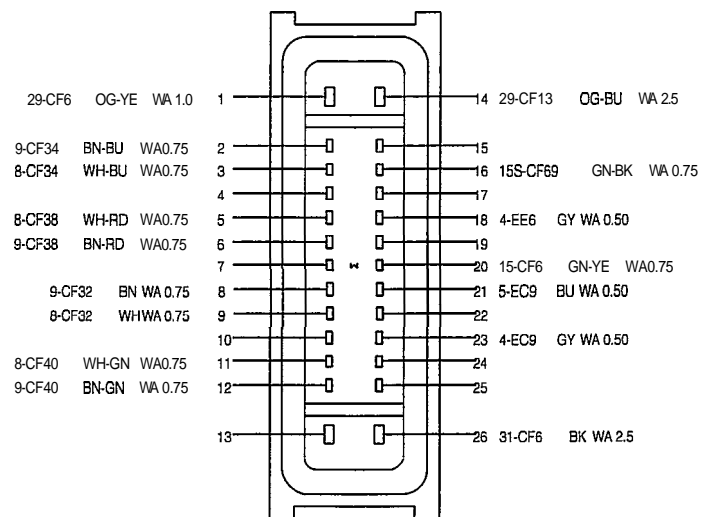 29-CF6 OG-YE WA 1.0 1 14 29-CF13 OG-BU WA 2.5
9-CF34 BN-BU WA0.75 2 15
8-CF34 WH-BU WA0.75 3 16 15S-CF69 GN-BK WA 0.75
4 17
8-CF38 WH-RD WA0.75 5 18 4-EE6 GY WA 0.50
9-CF38 BN-RD WA0.75 6 19
7 20 15-CF6 GN-YE WA0.75
9-CF32 BN WA 0.75 8 21 5-EC9 BU WA 0.50
8-CF32 WH WA 0.75 9 22
10 23 4-EC9 GY WA 0.50
8-CF40 WH-GN WA0.75 11 24
9-CF40 BN-GN WA 0.75 12 25
13 26 31-CF6 BK WA 2.5